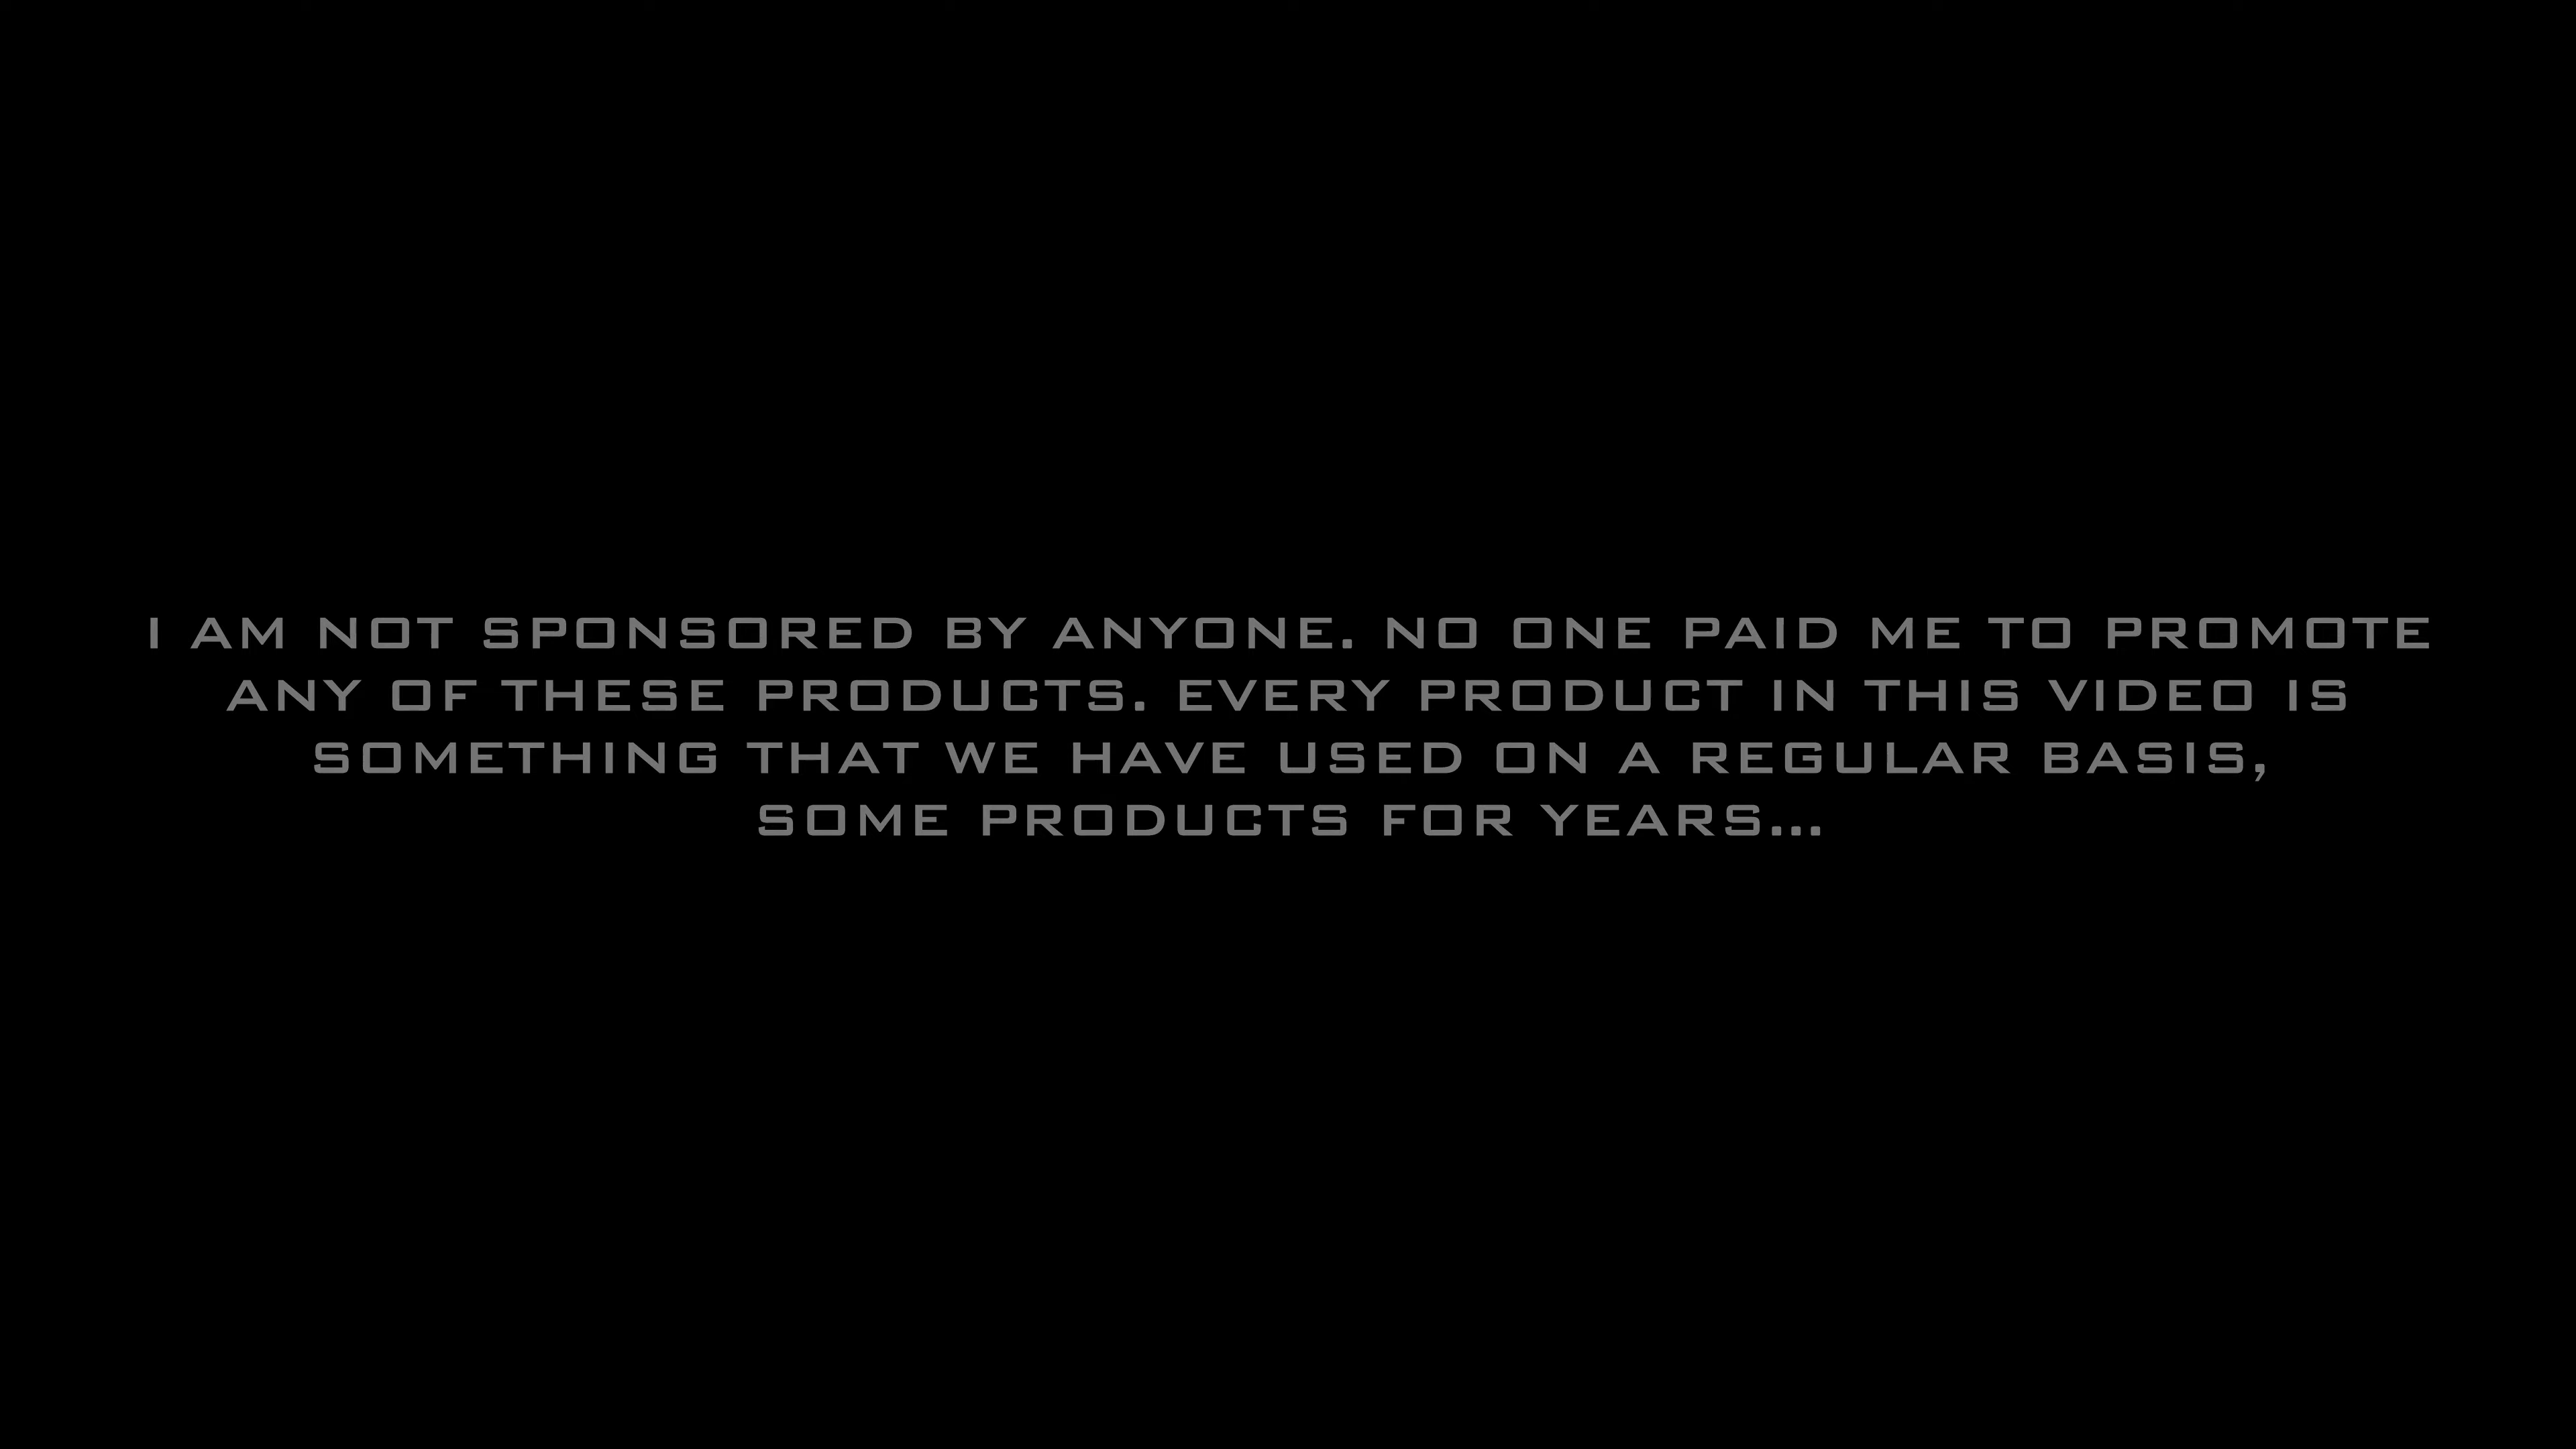 I AM NOT SPONSORED BY ANYONE. NO ONE PAID ME TO PROMOTE
ANY OF THESE PRODUCTS. EVERY PRODUCT IN THIS VIDEO IS
SOMETHING THAT WE HAVE USED ON A REGULAR BASIS,
SOME PRODUCTS FOR YEARS...